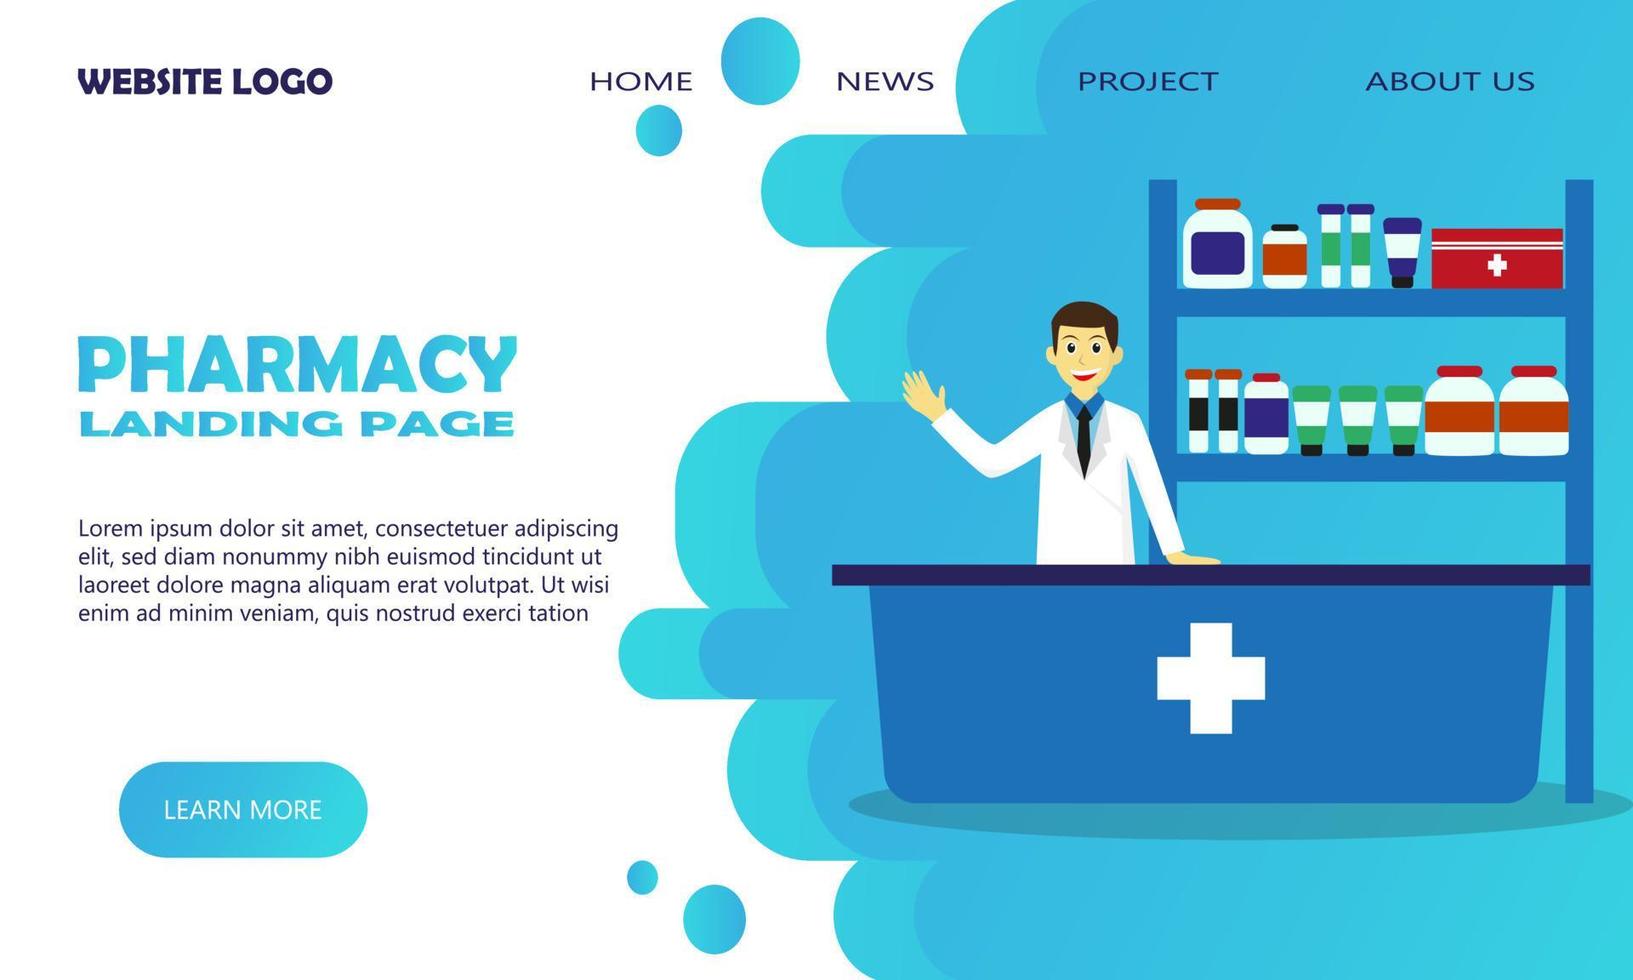 WEBSITE LOGO
HOME
NEWS
PROJECT
ABOUT US
PHARMACY
LANDING PAGE
Lorem ipsum dolor sit amet, consectetuer adipiscing
elit, sed diam nonummy nibh euismod tincidunt ut
laoreet dolore magna aliquam erat volutpat. Ut wisi
enim ad minim veniam, quis nostrud exerci tation
LEARN MORE